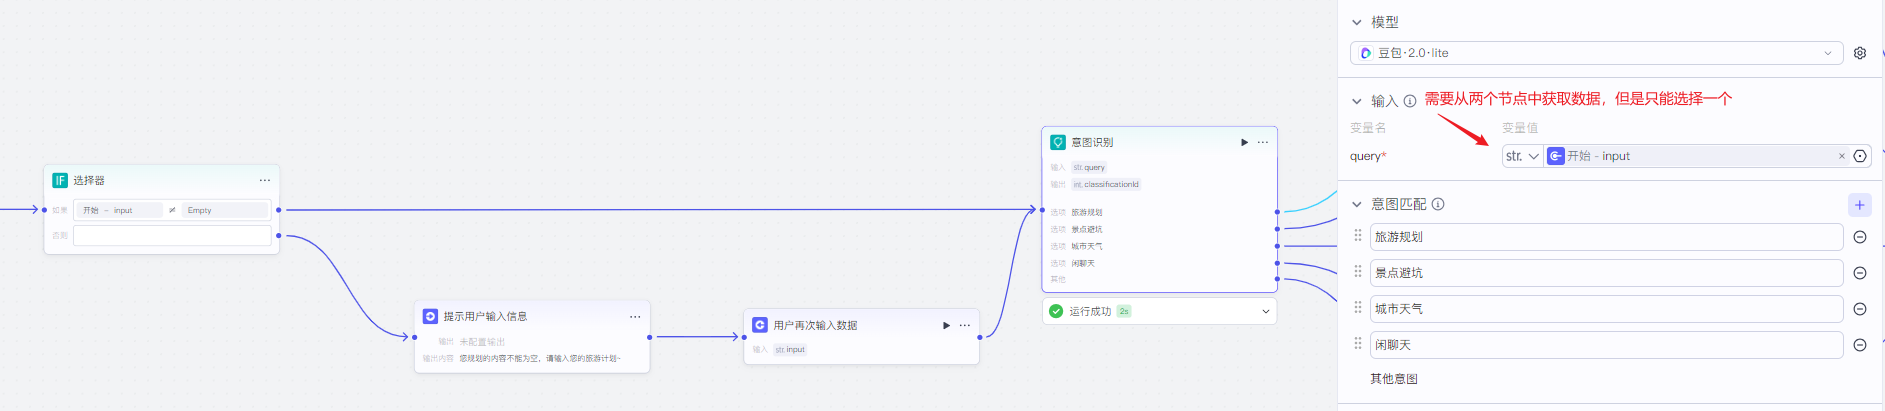 选择器
如果 开始 - input ≠ Empty
否则
提示用户输入信息
输出 未配置输出
输出内容 您规划的内容不能为空，请输入您的旅游计划~
用户再次输入数据
输入 str. input
意图识别
输入 str. query
输出 int. classificationId
选项 旅游规划
选项 景点避坑
选项 城市天气
选项 闲聊天
其他
运行成功 2s
模型
豆包·2.0·lite
输入 需要从两个节点中获取数据，但是只能选择一个
变量名 变量值
query* str. 开始 - input
意图匹配
旅游规划
景点避坑
城市天气
闲聊天
其他意图